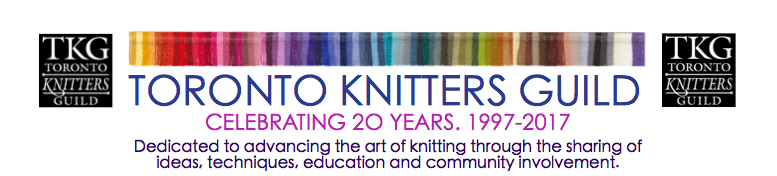 TKG
TORONTO
KNITTERS
GUILD
TORONTO KNITTERS GUILD
CELEBRATING 20 YEARS. 1997-2017
Dedicated to advancing the art of knitting through the sharing of
ideas, techniques, education and community involvement.
TKG
TORONTO
KNITTERS
GUILD